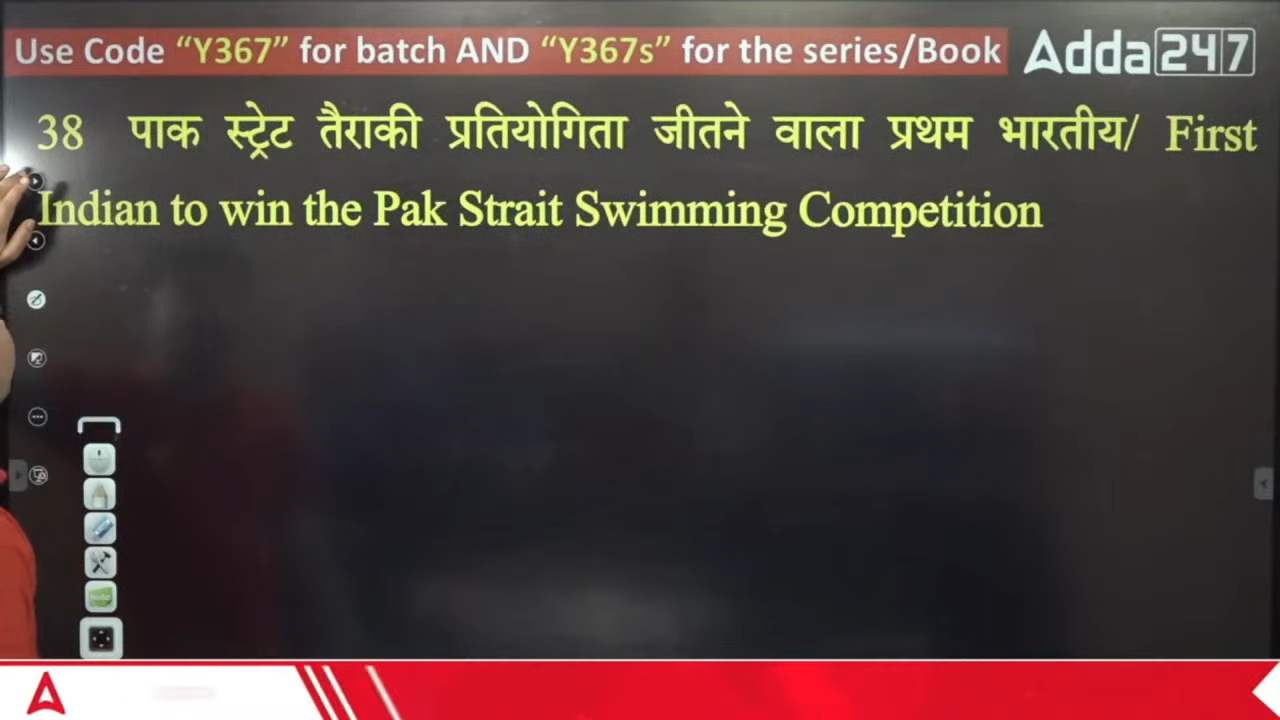 Use Code “Y367” for batch AND “Y367s” for the series/Book
Adda247
38 पाक स्ट्रेट तैराकी प्रतियोगिता जीतने वाला प्रथम भारतीय/ First
Indian to win the Pak Strait Swimming Competition